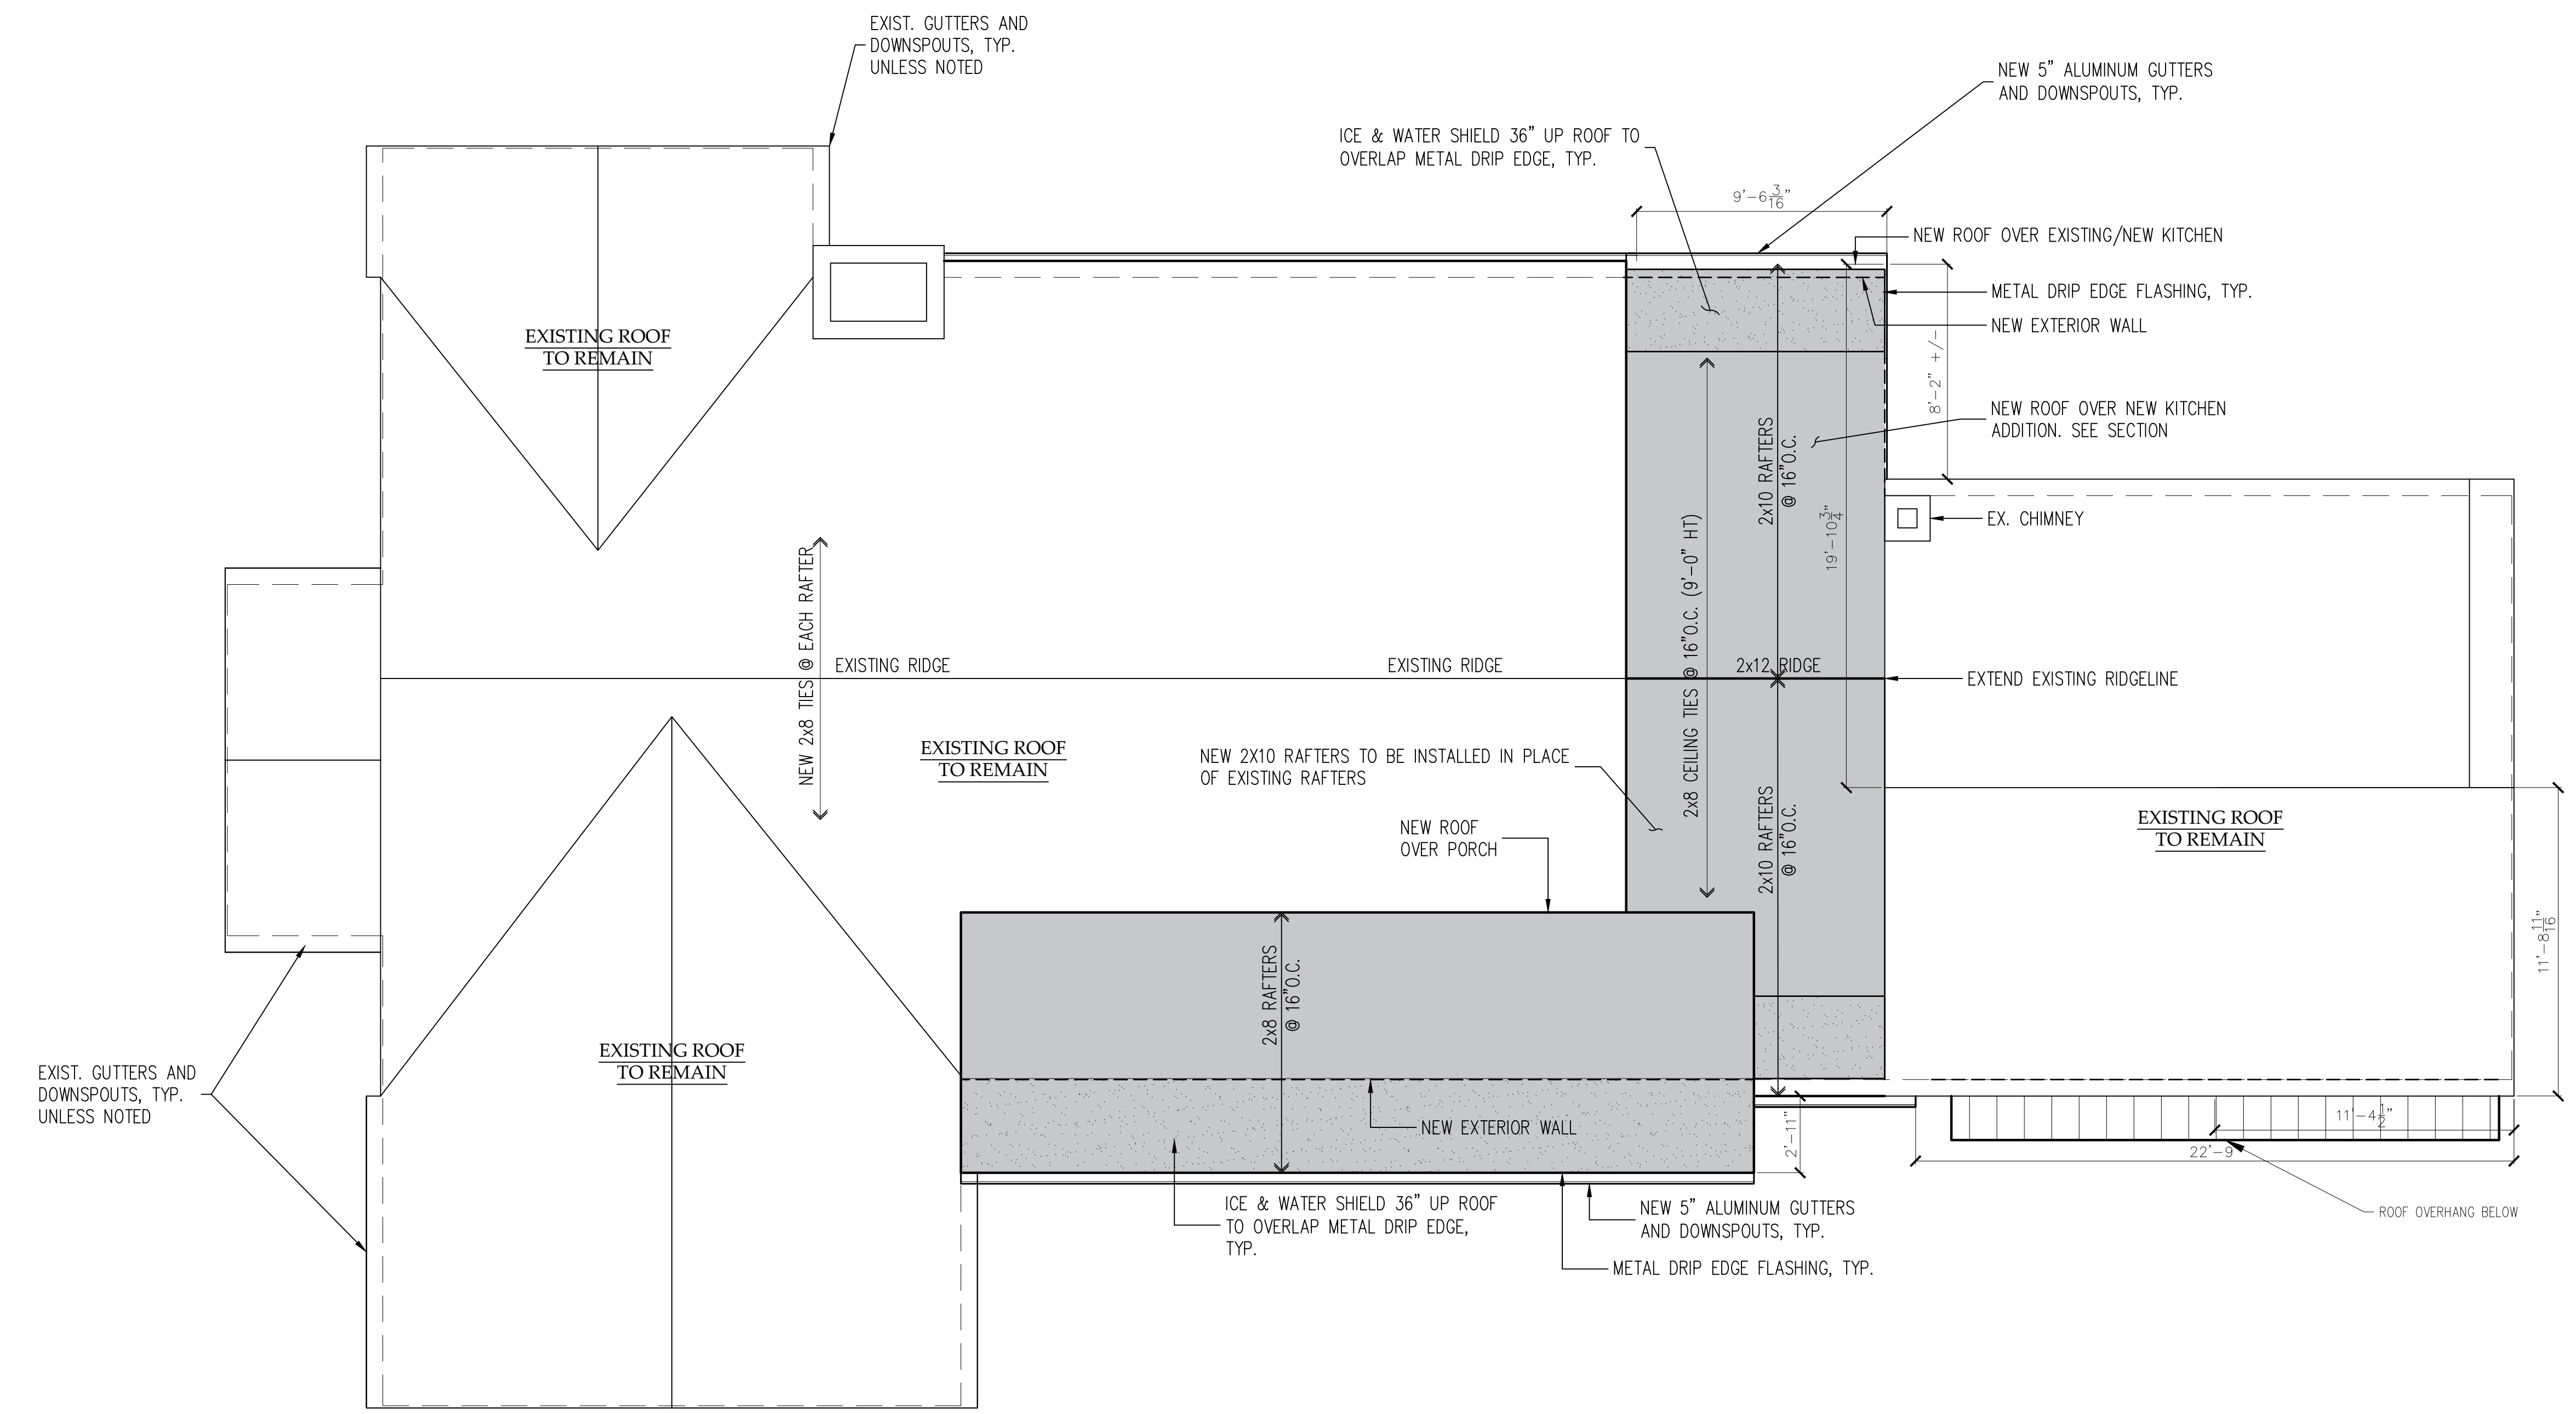 EXIST. GUTTERS AND
DOWNSPOUTS, TYP.
UNLESS NOTED
NEW 5" ALUMINUM GUTTERS
AND DOWNSPOUTS, TYP.
ICE & WATER SHIELD 36" UP ROOF TO
OVERLAP METAL DRIP EDGE, TYP.
9'-6 3/16"
NEW ROOF OVER EXISTING/NEW KITCHEN
METAL DRIP EDGE FLASHING, TYP.
NEW EXTERIOR WALL
8'-2" +/-
EXISTING ROOF
TO REMAIN
NEW ROOF OVER NEW KITCHEN
ADDITION. SEE SECTION
2x10 RAFTERS
@ 16"O.C.
19'-10 3/4"
EX. CHIMNEY
NEW 2x8 TIES @ EACH RAFTER
2x8 CEILING TIES @ 16"O.C. (9'-0" HT)
EXISTING RIDGE
EXISTING RIDGE
2x12 RIDGE
EXTEND EXISTING RIDGELINE
EXISTING ROOF
TO REMAIN
NEW 2X10 RAFTERS TO BE INSTALLED IN PLACE
OF EXISTING RAFTERS
2x10 RAFTERS
@ 16"O.C.
NEW ROOF
OVER PORCH
EXISTING ROOF
TO REMAIN
11'-8 11/16"
2x8 RAFTERS
@ 16"O.C.
EXISTING ROOF
TO REMAIN
EXIST. GUTTERS AND
DOWNSPOUTS, TYP.
UNLESS NOTED
NEW EXTERIOR WALL
2'-11"
11'-4 1/2"
22'-9
ROOF OVERHANG BELOW
ICE & WATER SHIELD 36" UP ROOF
TO OVERLAP METAL DRIP EDGE,
TYP.
NEW 5" ALUMINUM GUTTERS
AND DOWNSPOUTS, TYP.
METAL DRIP EDGE FLASHING, TYP.